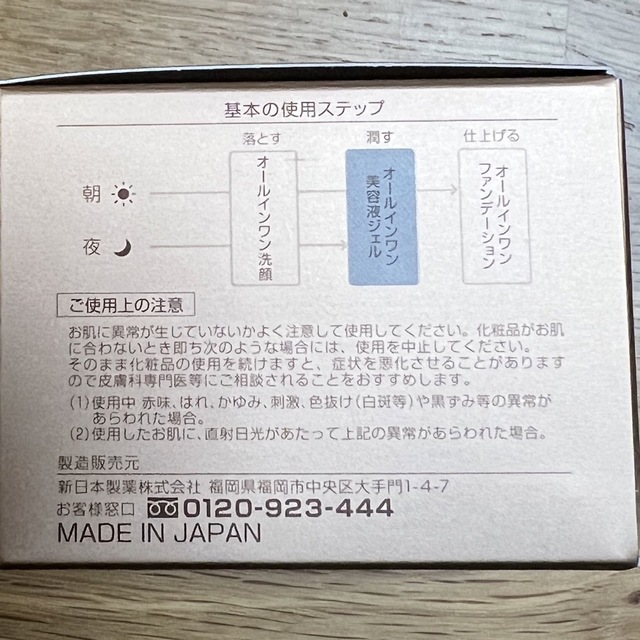 基本の使用ステップ
落とす 潤す 仕上げる
朝
夜
オールインワン洗顔
オールインワン
美容液ジェル
オールインワン
ファンデーション
ご使用上の注意
お肌に異常が生じていないかよく注意して使用してください。化粧品がお肌
に合わないとき即ち次のような場合には、使用を中止してください。
そのまま化粧品の使用を続けますと、症状を悪化させることがあります
ので皮膚科専門医等にご相談されることをおすすめします。
(1)使用中 赤味、はれ、かゆみ、刺激、色抜け(白斑等)や黒ずみ等の異常が
あらわれた場合。
(2)使用したお肌に、直射日光があたって上記の異常があらわれた場合。
製造販売元
新日本製薬株式会社 福岡県福岡市中央区大手門1-4-7
お客様窓口 0120-923-444
MADE IN JAPAN